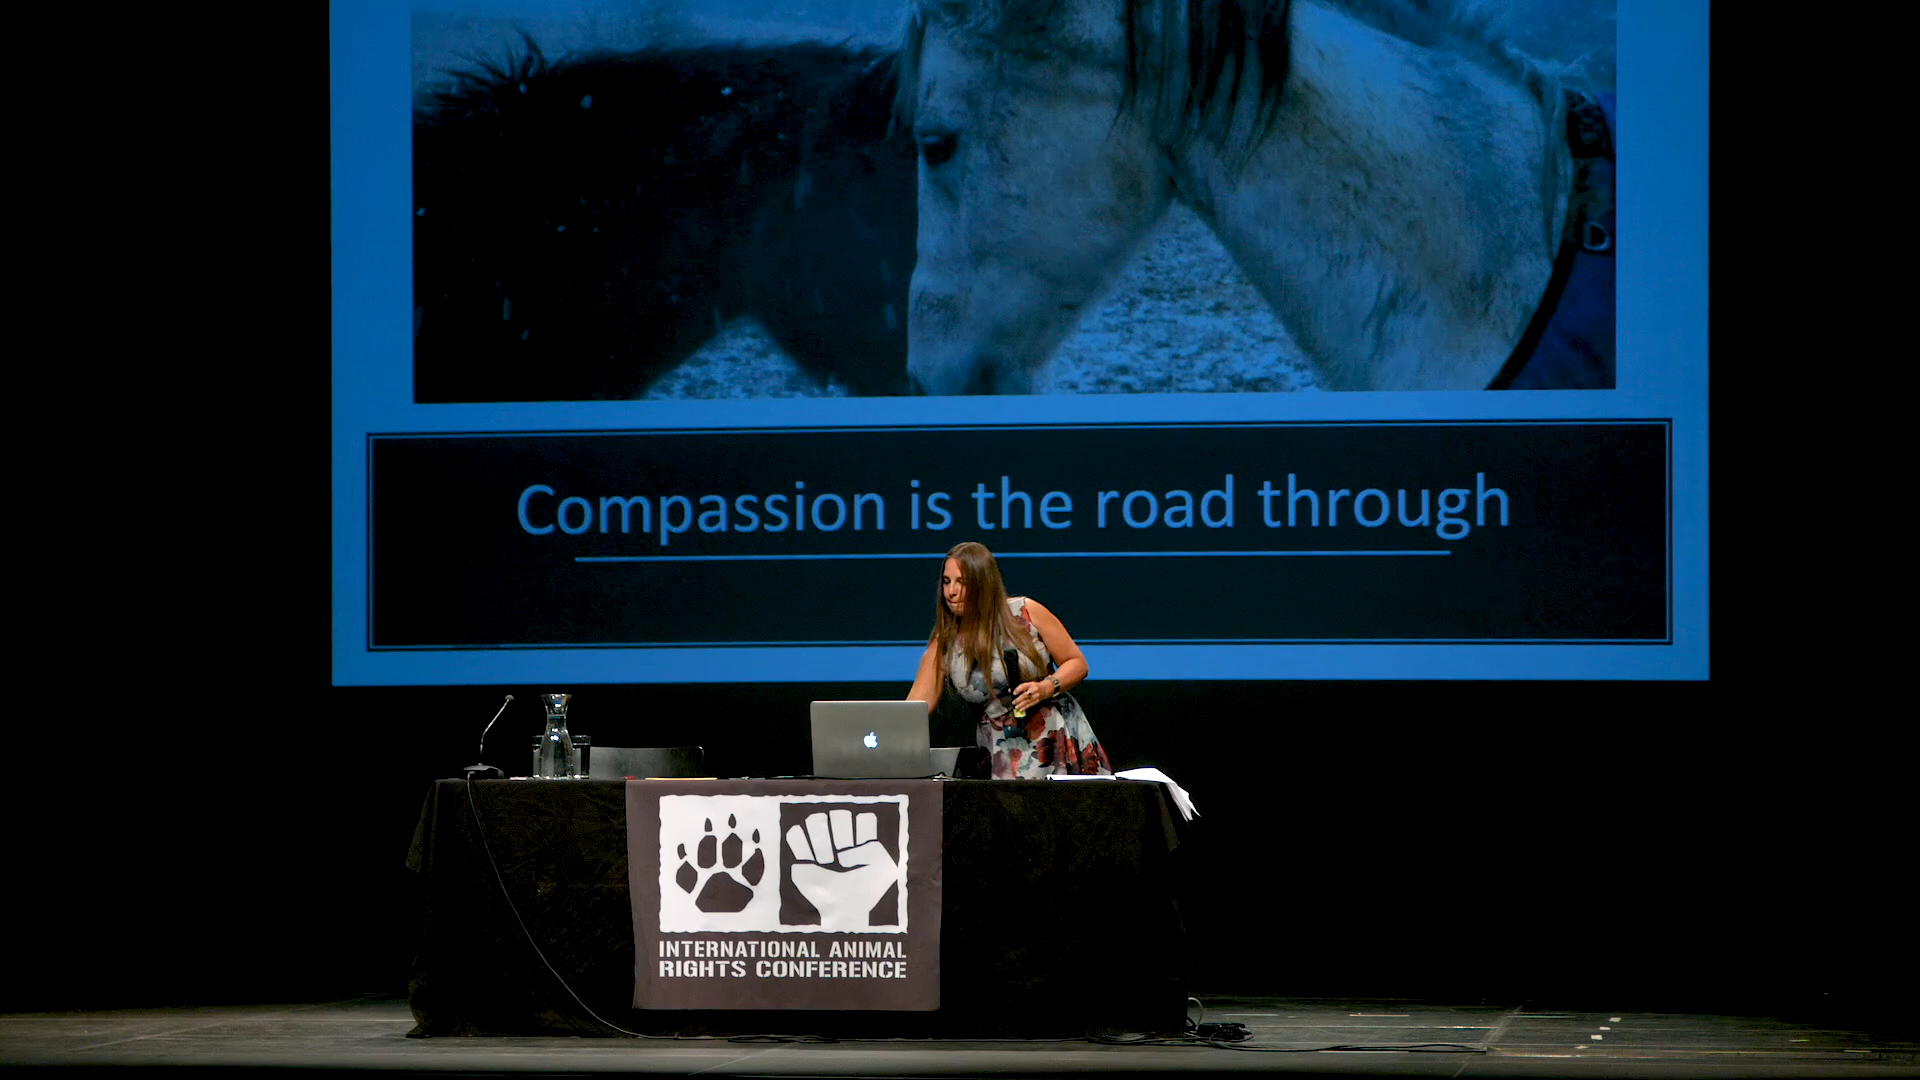 Compassion is the road through
INTERNATIONAL ANIMAL
RIGHTS CONFERENCE